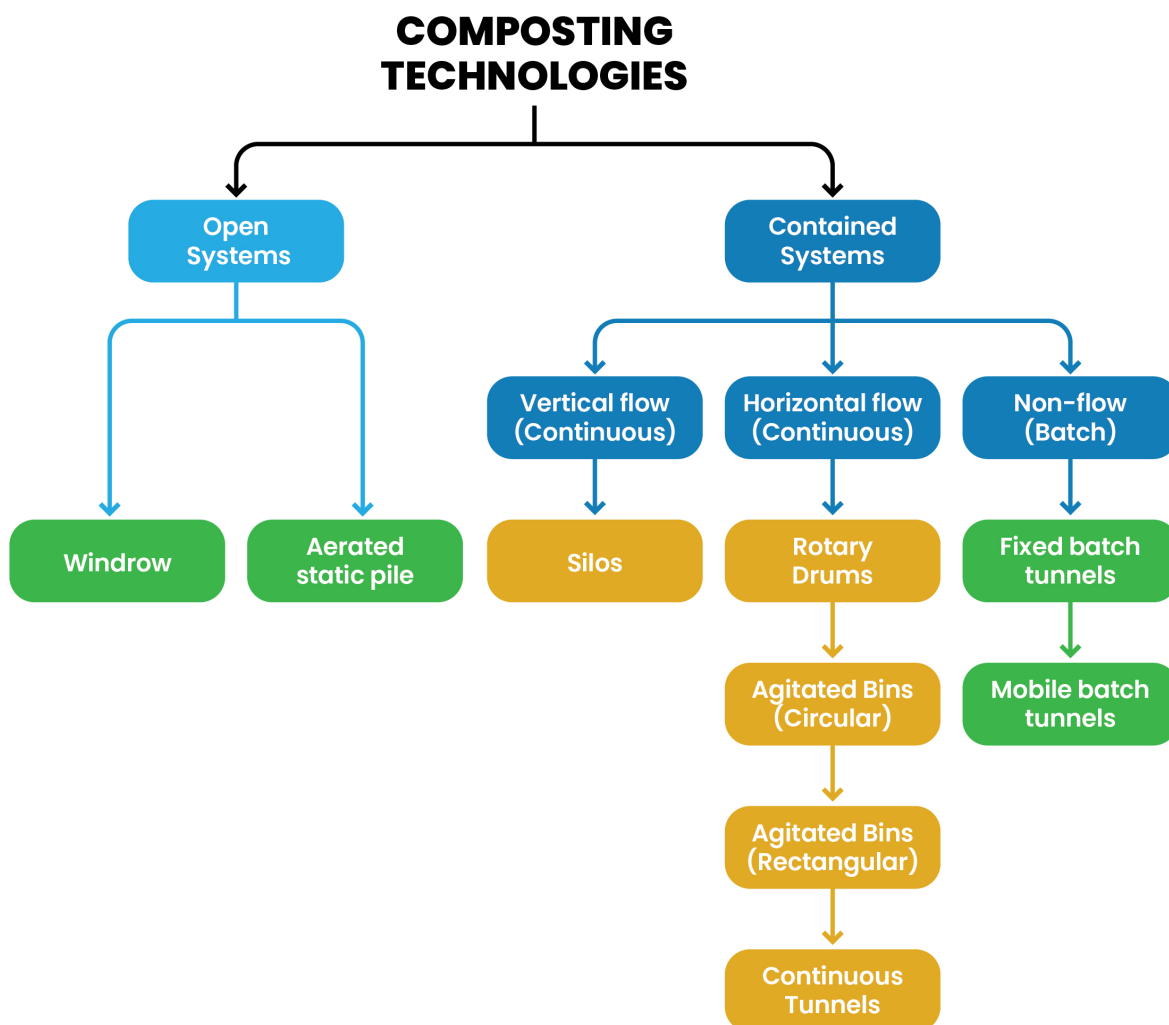 COMPOSTING
TECHNOLOGIES
Open
Systems
Contained
Systems
Vertical flow
(Continuous)
Horizontal flow
(Continuous)
Non-flow
(Batch)
Windrow
Aerated
static pile
Silos
Rotary
Drums
Fixed batch
tunnels
Agitated Bins
(Circular)
Mobile batch
tunnels
Agitated Bins
(Rectangular)
Continuous
Tunnels